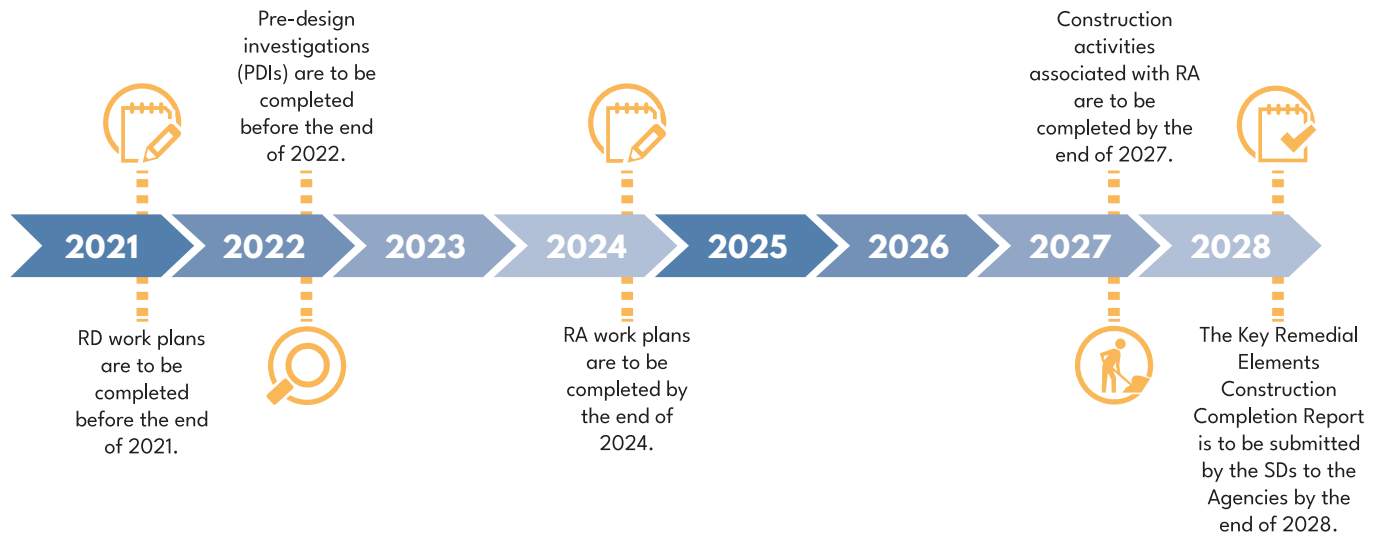 Pre-design
investigations
(PDIs) are to be
completed
before the end
of 2022.
Construction
activities
associated with RA
are to be
completed by the
end of 2027.
2021
2022
2023
2024
2025
2026
2027
2028
RD work plans
are to be
completed
before the end
of 2021.
RA work plans
are to be
completed by
the end of
2024.
The Key Remedial
Elements
Construction
Completion Report
is to be submitted
by the SDs to the
Agencies by the
end of 2028.